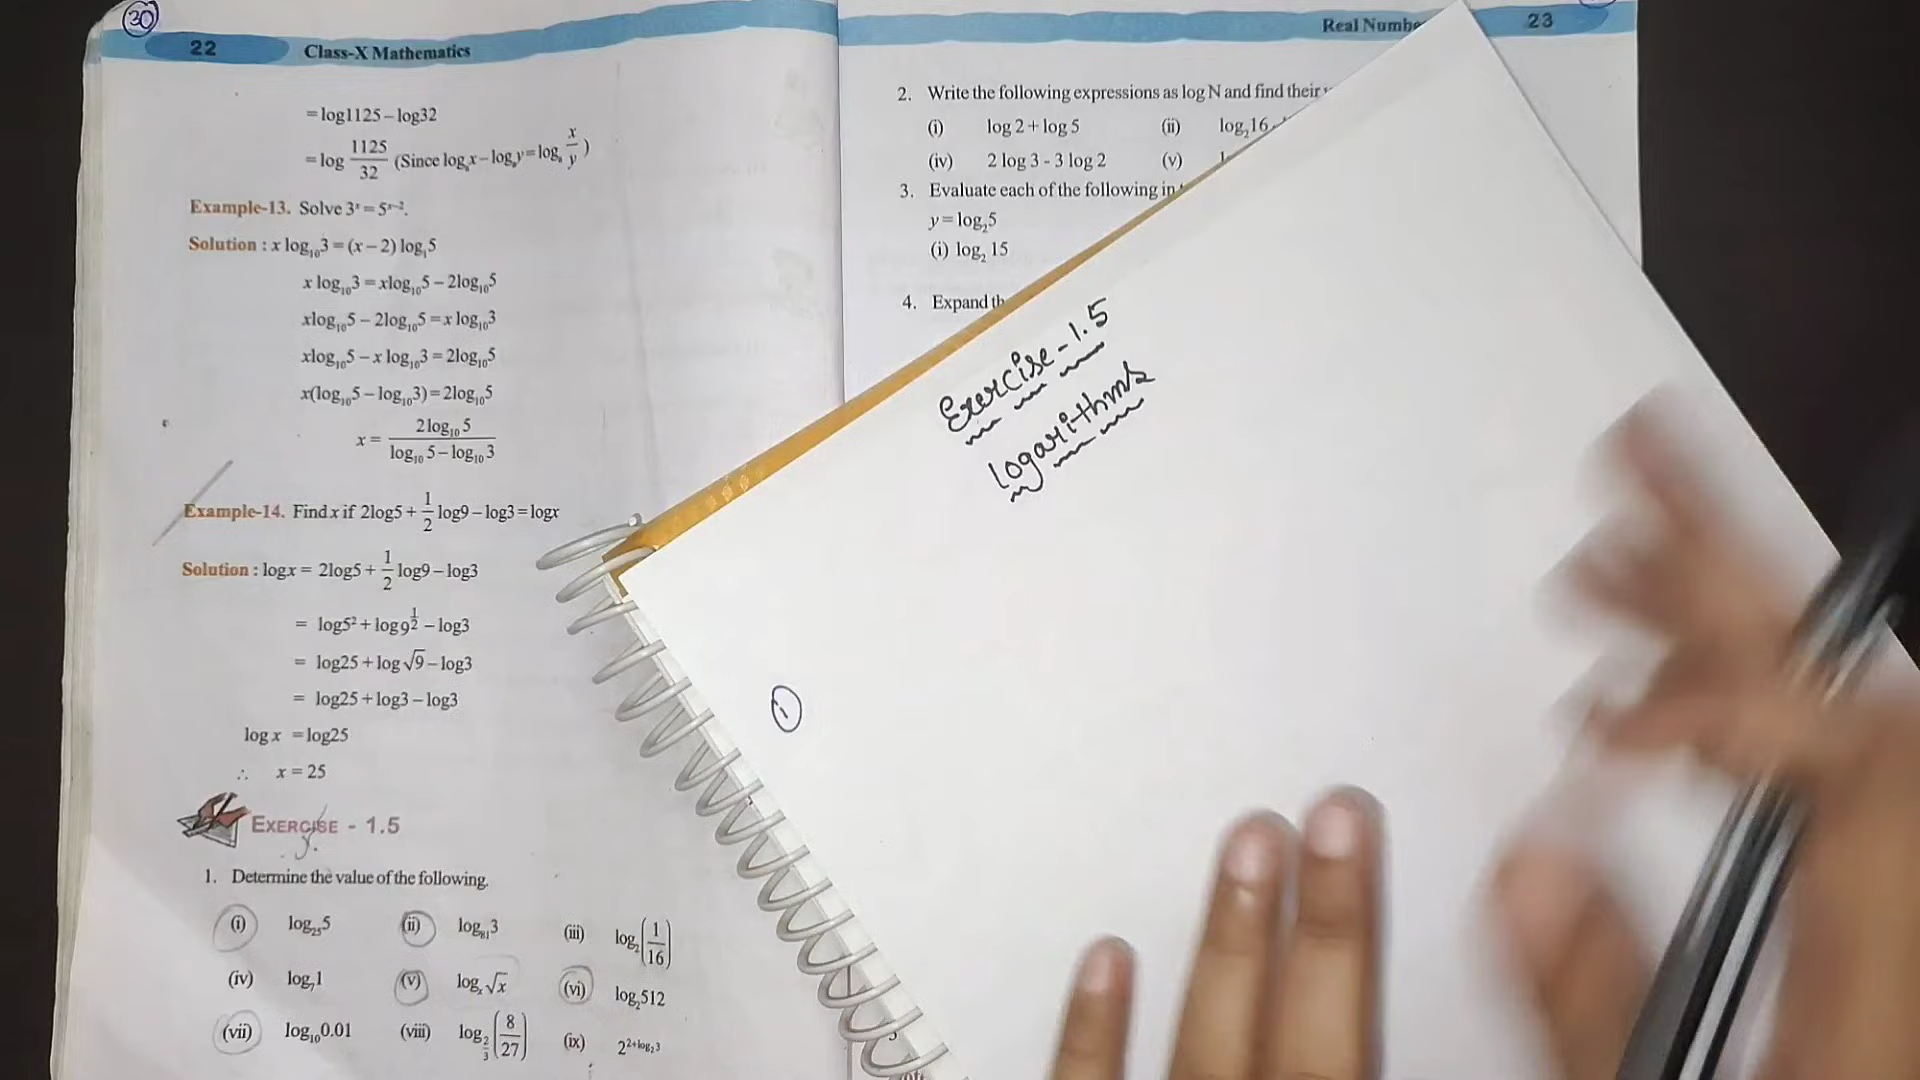 30
22 Class-X Mathematics
= log1125 – log32
= log 1125/32 (Since logₐx – logₐy = logₐ x/y )
Example-13. Solve 3ˣ = 5ˣ⁻².
Solution : x log₁₀3 = (x – 2) log₁5
x log₁₀3 = xlog₁₀5 – 2log₁₀5
xlog₁₀5 – 2log₁₀5 = x log₁₀3
xlog₁₀5 – x log₁₀3 = 2log₁₀5
x(log₁₀5 – log₁₀3) = 2log₁₀5
x = 2log₁₀5 / log₁₀5 – log₁₀3
Example-14. Find x if 2log5 + 1/2 log9 – log3 = logx
Solution : logx = 2log5 + 1/2 log9 – log3
= log5² + log9^(1/2) – log3
= log25 + log √9 – log3
= log25 + log3 – log3
log x = log25
∴ x = 25
EXERCISE - 1.5
1. Determine the value of the following.
(i) log₂₅5 (ii) log₈₁3 (iii) log₂(1/16)
(iv) log₇1 (v) logₓ√x (vi) log₂512
(vii) log₁₀0.01 (viii) log_(2/3)(8/27) (ix) 2^(2+log₂3)
Real 23
2. Write the following expressions as log N and find their
(i) log 2 + log 5 (ii) log₂16
(iv) 2 log 3 - 3 log 2 (v)
3. Evaluate each of the following in
y = log₂5
(i) log₂ 15
4. Expand
Exercise - 1.5
logarithms
1